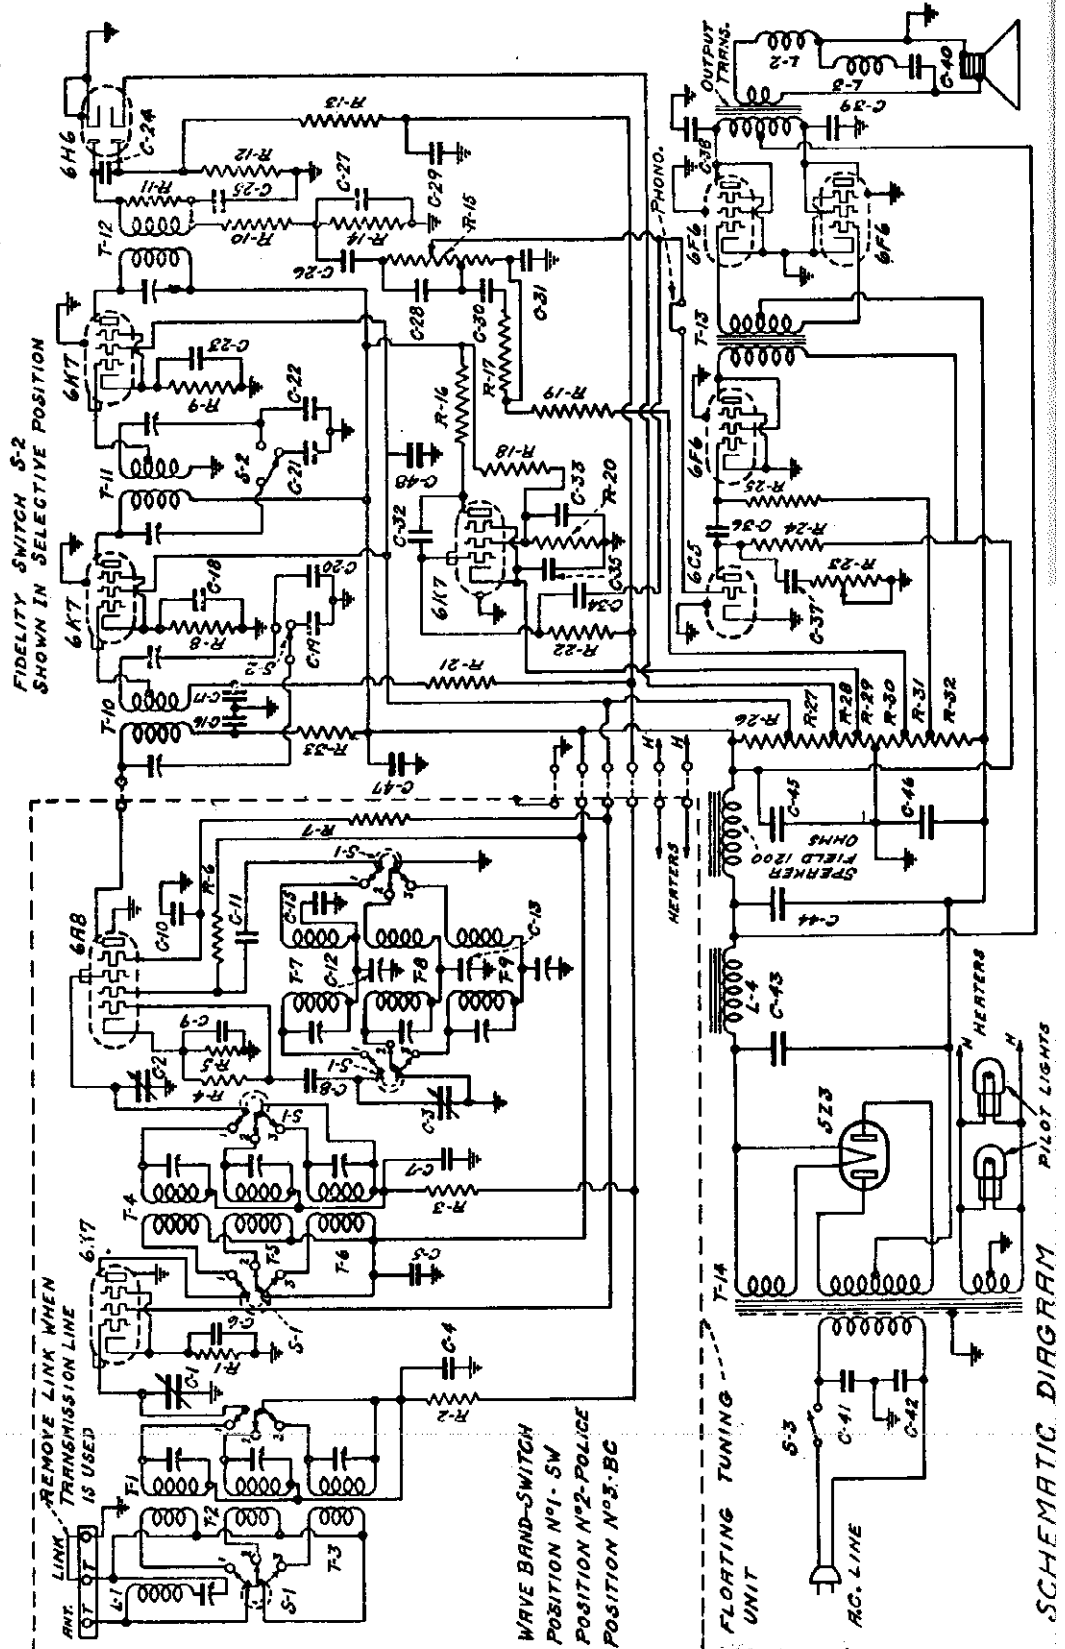 FIDELITY SWITCH S-2
SHOWN IN SELECTIVE POSITION
REMOVE LINK WHEN
TRANSMISSION LINE
IS USED
ANT.
LINK
T
T
L-1
S-1
T-1
T-2
T-3
1
2
3
C-1
6K7
R-1
C-6
S-1
R-2
C-4
T-4
T-5
T-6
C-5
R-3
C-7
S-1
C-2
6A8
R-4
R-5
C-9
C-8
C-3
S-1
T-7
T-8
T-9
C-12
C-13
C-15
S-1
C-10
R-6
C-11
R-7
T-10
C-16
C-17
R-33
C-47
6K7
R-8
C-18
S-2
C-19
C-20
R-21
T-11
S-2
C-21
C-22
6K7
R-9
C-23
T-12
R-11
C-25
R-10
R-12
6H6
C-24
R-13
C-26
C-27
R-14
C-29
R-15
C-28
C-30
C-31
R-16
R-17
R-18
R-19
C-48
C-32
6K7
C-33
R-20
C-35
C-34
R-22
HEATERS
H
H
WAVE BAND-SWITCH
POSITION Nº1- SW
POSITION Nº2-POLICE
POSITION Nº3-BC
FLOATING TUNING
UNIT
A.C. LINE
S-3
C-41
C-42
T-14
5Z3
HEATERS
H
H
PILOT LIGHTS
L-4
C-43
C-44
SPEAKER
FIELD 1200
OHMS
C-45
C-46
R-26
R-27
R-28
R-29
R-30
R-31
R-32
6C5
C-37
R-23
R-24
C-36
R-25
6F6
T-13
PHONO.
6F6
6F6
C-38
C-39
OUTPUT
TRANS.
L-2
L-3
C-40
SCHEMATIC DIAGRAM